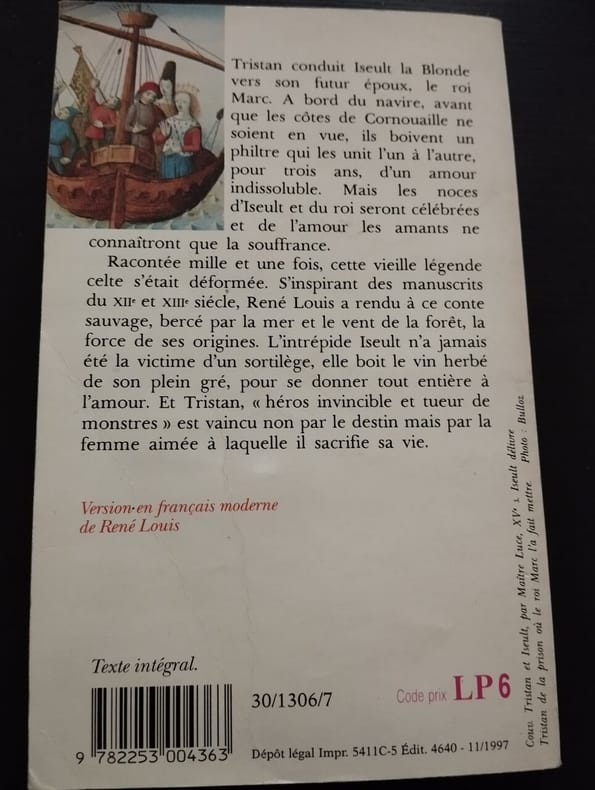 Tristan conduit Iseult la Blonde
vers son futur époux, le roi
Marc. A bord du navire, avant
que les côtes de Cornouaille ne
soient en vue, ils boivent un
philtre qui les unit l'un à l'autre,
pour trois ans, d'un amour
indissoluble. Mais les noces
d'Iseult et du roi seront célébrées
et de l'amour les amants ne
connaîtront que la souffrance.
Racontée mille et une fois, cette vieille légende
celte s'était déformée. S'inspirant des manuscrits
du XIIe et XIIIe siécle, René Louis a rendu à ce conte
sauvage, bercé par la mer et le vent de la forêt, la
force de ses origines. L'intrépide Iseult n'a jamais
été la victime d'un sortilège, elle boit le vin herbé
de son plein gré, pour se donner tout entière à
l'amour. Et Tristan, « héros invincible et tueur de
monstres » est vaincu non par le destin mais par la
femme aimée à laquelle il sacrifie sa vie.
Version en français moderne
de René Louis
Texte intégral.
30/1306/7
Code prix LP6
9 782253 004363
Dépôt légal Impr. 5411C-5 Édit. 4640 - 11/1997
Couv. Tristan et Iseult, par Maître Luce, XVe s. Iseult délivre
Tristan de la prison où le roi Marc l'a fait mettre. Photo : Bulloz